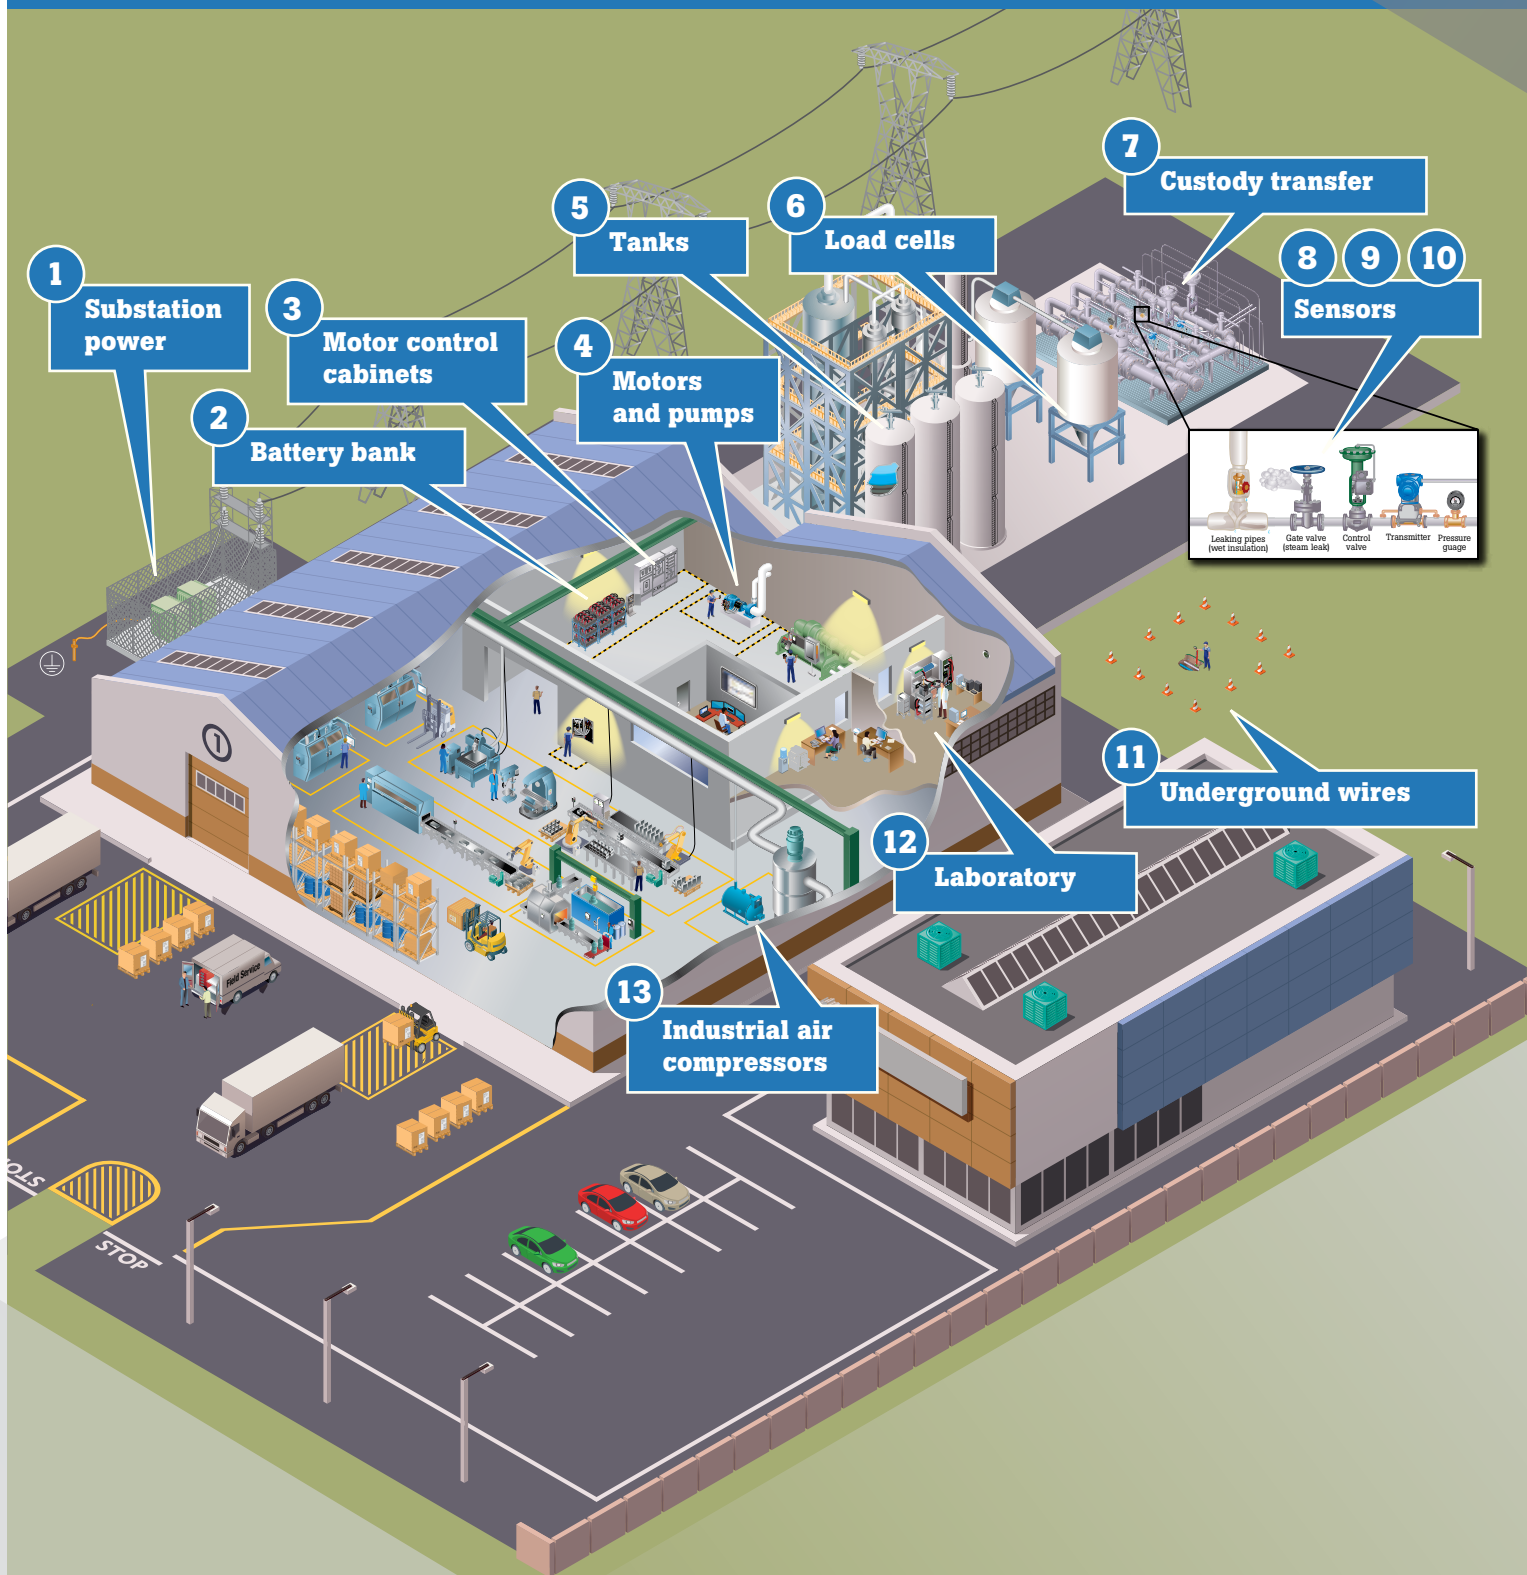 7
Custody transfer
5
Tanks
6
Load cells
8 9 10
Sensors
1
Substation
power
3
Motor control
cabinets
4
Motors
and pumps
2
Battery bank
Leaking pipes
(wet insulation)
Gate valve
(steam leak)
Control
valve
Transmitter
Pressure
guage
1
11
Underground wires
12
Laboratory
Field Service
13
Industrial air
compressors
STOP
STOP